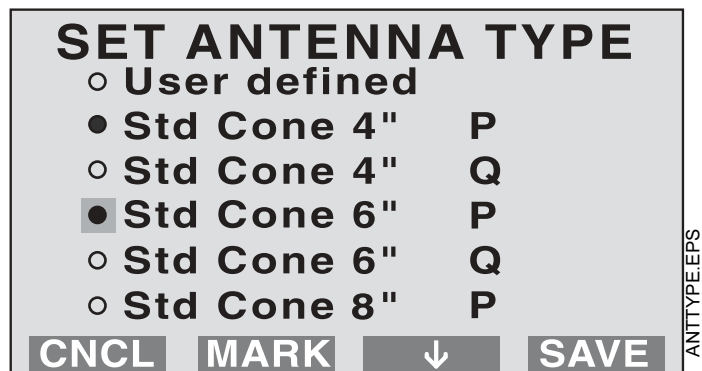 SET ANTENNA TYPE
User defined
Std Cone 4" P
Std Cone 4" Q
Std Cone 6" P
Std Cone 6" Q
Std Cone 8" P
CNCL MARK ↓ SAVE
ANTTYPE.EPS